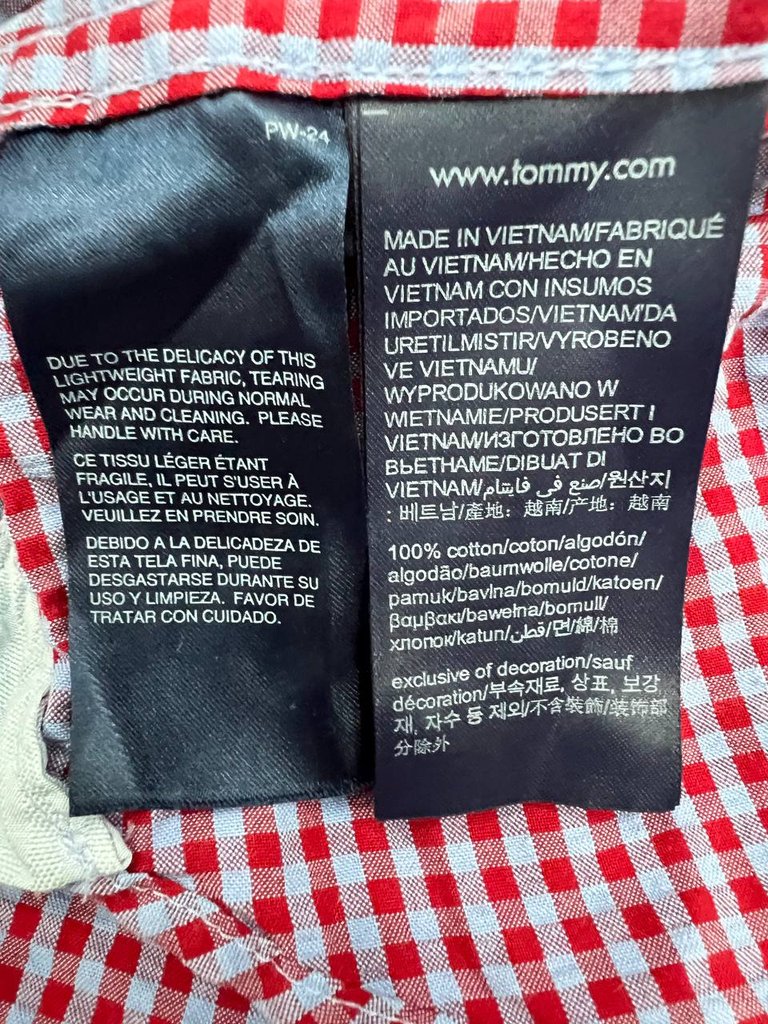 PW-24
DUE TO THE DELICACY OF THIS
LIGHTWEIGHT FABRIC, TEARING
MAY OCCUR DURING NORMAL
WEAR AND CLEANING. PLEASE
HANDLE WITH CARE.
CE TISSU LÉGER ÉTANT
FRAGILE, IL PEUT S'USER À
L'USAGE ET AU NETTOYAGE.
VEUILLEZ EN PRENDRE SOIN.
DEBIDO A LA DELICADEZA DE
ESTA TELA FINA, PUEDE
DESGASTARSE DURANTE SU
USO Y LIMPIEZA. FAVOR DE
TRATAR CON CUIDADO.
www.tommy.com
MADE IN VIETNAM/FABRIQUÉ
AU VIETNAM/HECHO EN
VIETNAM CON INSUMOS
IMPORTADOS/VIETNAM'DA
URETILMISTIR/VYROBENO
VE VIETNAMU/
WYPRODUKOWANO W
WIETNAMIE/PRODUSERT I
VIETNAM/ИЗГОТОВЛЕНО ВО
ВЬЕТНАМЕ/DIBUAT DI
VIETNAM/صنع في فايتنام/원산지
: 베트남/產地: 越南/产地: 越南
100% cotton/coton/algodón/
algodão/baumwolle/cotone/
pamuk/bavlna/bomuld/katoen/
βαμβακι/bawełna/bomull/
хлопок/katun/قطن/면/綿/棉
exclusive of decoration/sauf
décoration/부속재료, 상표, 보강
재, 자수 등 제외/不含裝飾/装饰部
分除外